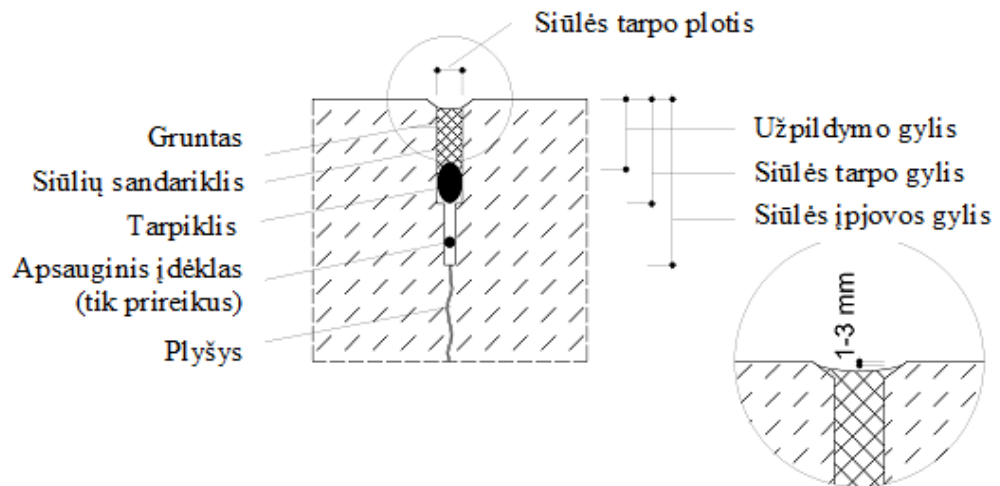 Siūlės tarpo plotis
Gruntas
Siūlių sandariklis
Tarpiklis
Apsauginis įdėklas
(tik prireikus)
Plyšys
Užpildymo gylis
Siūlės tarpo gylis
Siūlės įpjovos gylis
1-3 mm